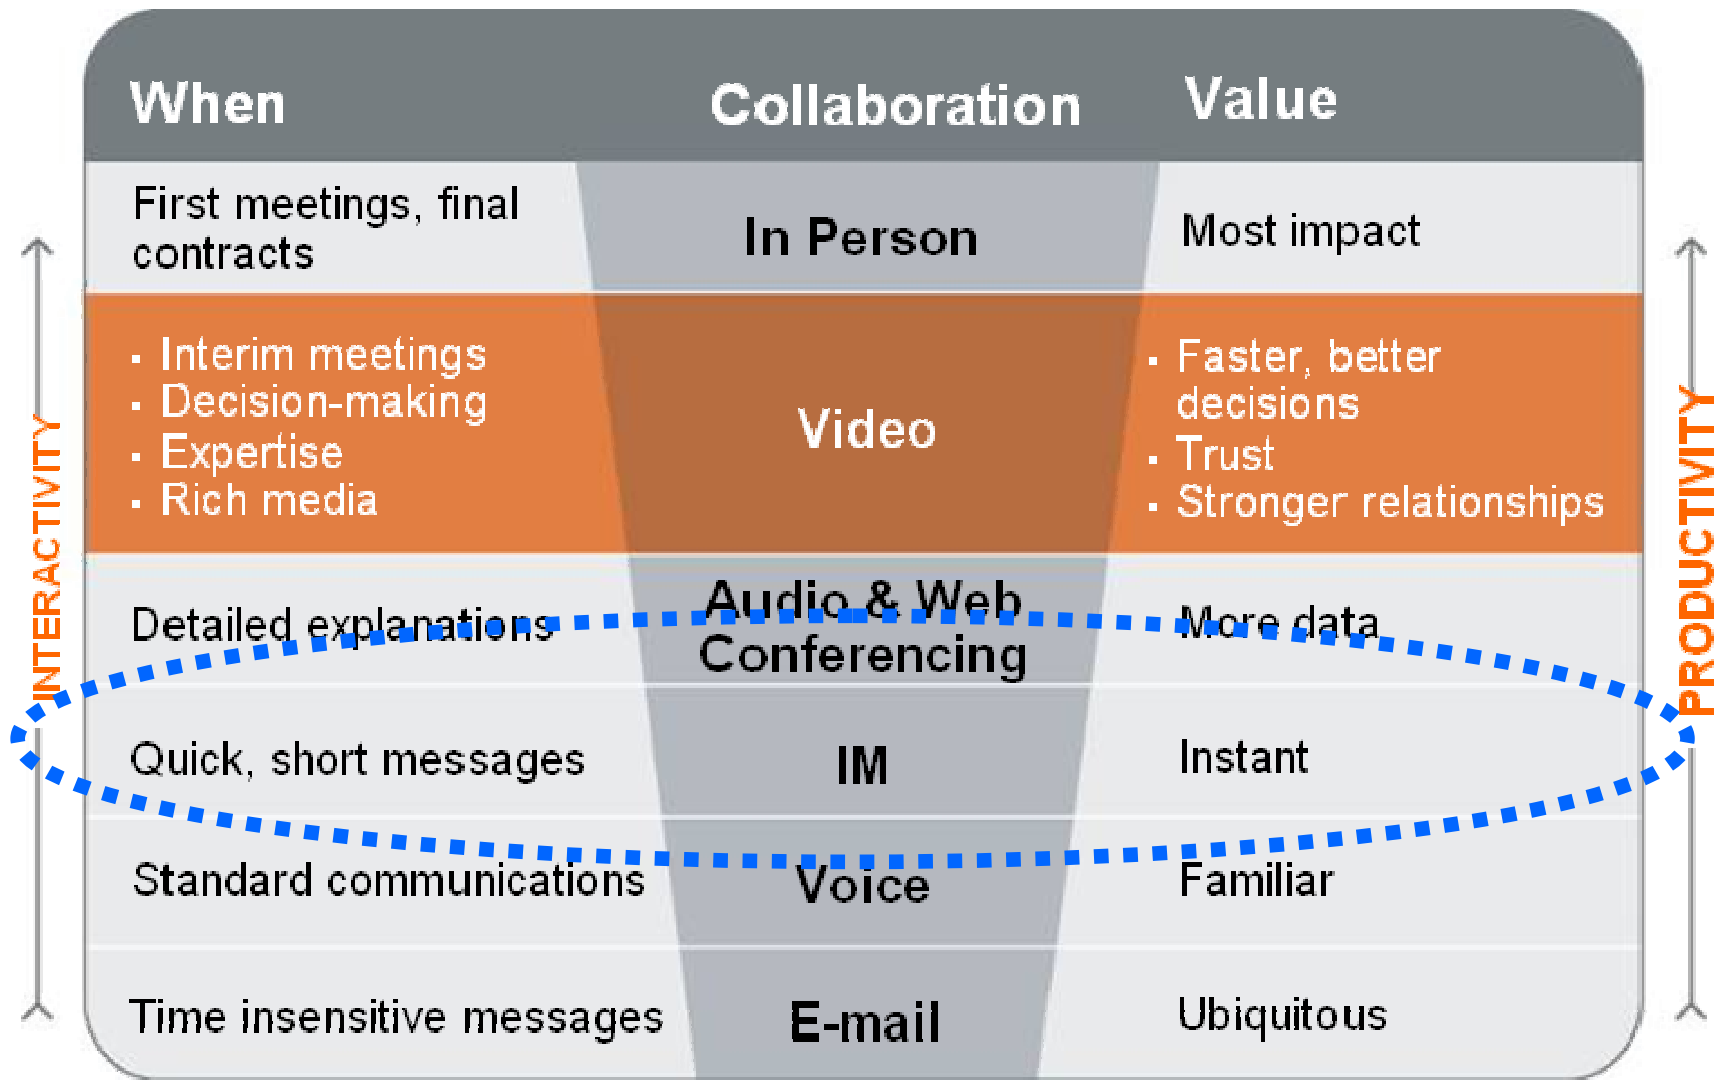 When Collaboration Value
First meetings, final
contracts
In Person
Most impact
▪ Interim meetings
▪ Decision-making
▪ Expertise
▪ Rich media
Video
▪ Faster, better
decisions
▪ Trust
▪ Stronger relationships
Detailed explanations
Audio & Web
Conferencing
More data
Quick, short messages
IM
Instant
Standard communications
Voice
Familiar
Time insensitive messages
E-mail
Ubiquitous
INTERACTIVITY
PRODUCTIVITY